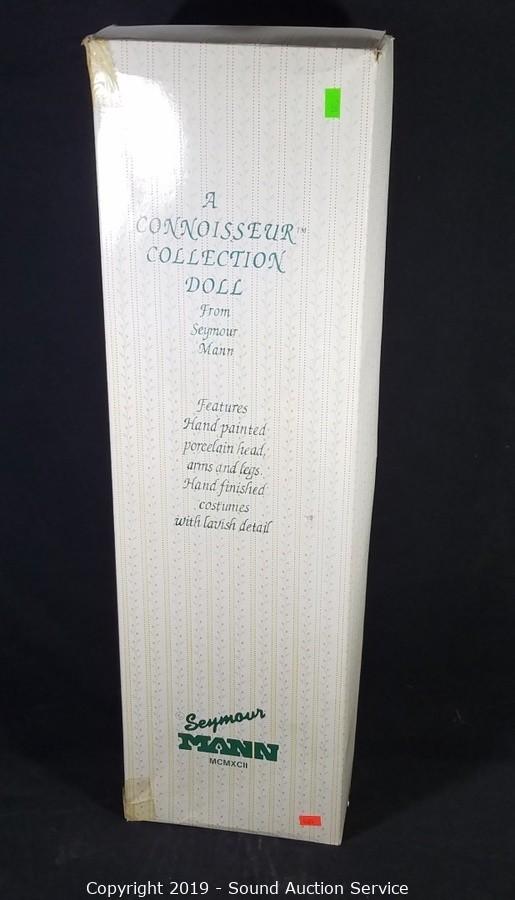 A
CONNOISSEUR™
COLLECTION
DOLL
From
Seymour
Mann
Features
Hand painted
porcelain head,
arms and legs.
Hand finished
costumes
with lavish detail
© Seymour
MANN
MCMXCII
Copyright 2019 - Sound Auction Service